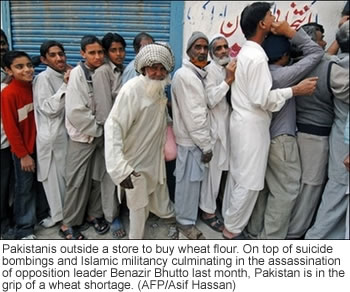 انتخابی
Pakistanis outside a store to buy wheat flour. On top of suicide
bombings and Islamic militancy culminating in the assassination
of opposition leader Benazir Bhutto last month, Pakistan is in the
grip of a wheat shortage. (AFP/Asif Hassan)